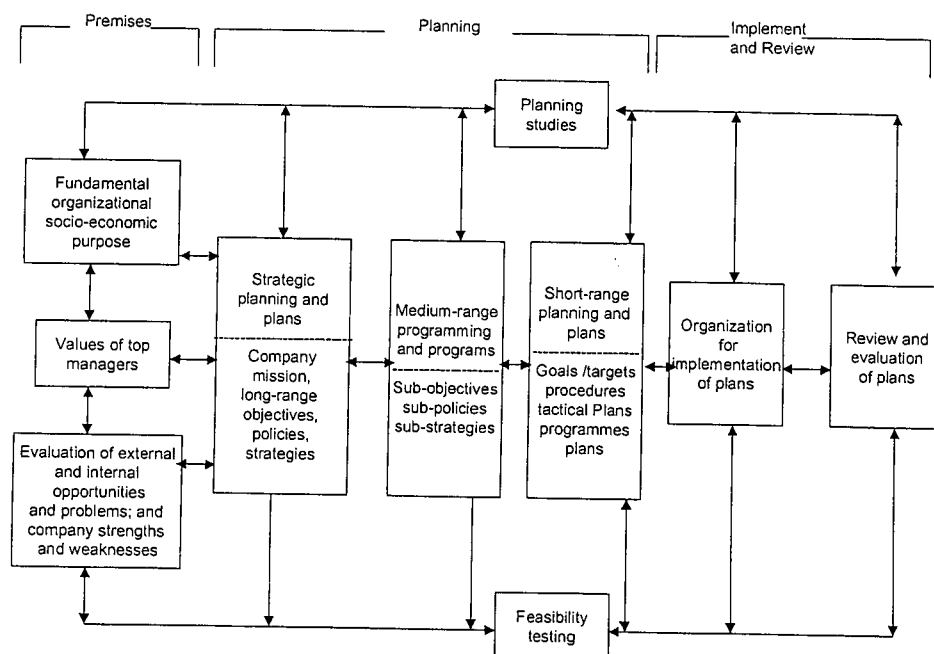 Premises
Planning
Implement
and Review
Planning
studies
Fundamental
organizational
socio-economic
purpose
Values of top
managers
Evaluation of external
and internal
opportunities
and problems; and
company strengths
and weaknesses
Strategic
planning and
plans
Company
mission,
long-range
objectives,
policies,
strategies
Medium-range
programming
and programs
Sub-objectives
sub-policies
sub-strategies
Short-range
planning and
plans
Goals /targets
procedures
tactical Plans
programmes
plans
Organization
for
implementation
of plans
Review and
evaluation
of plans
Feasibility
testing